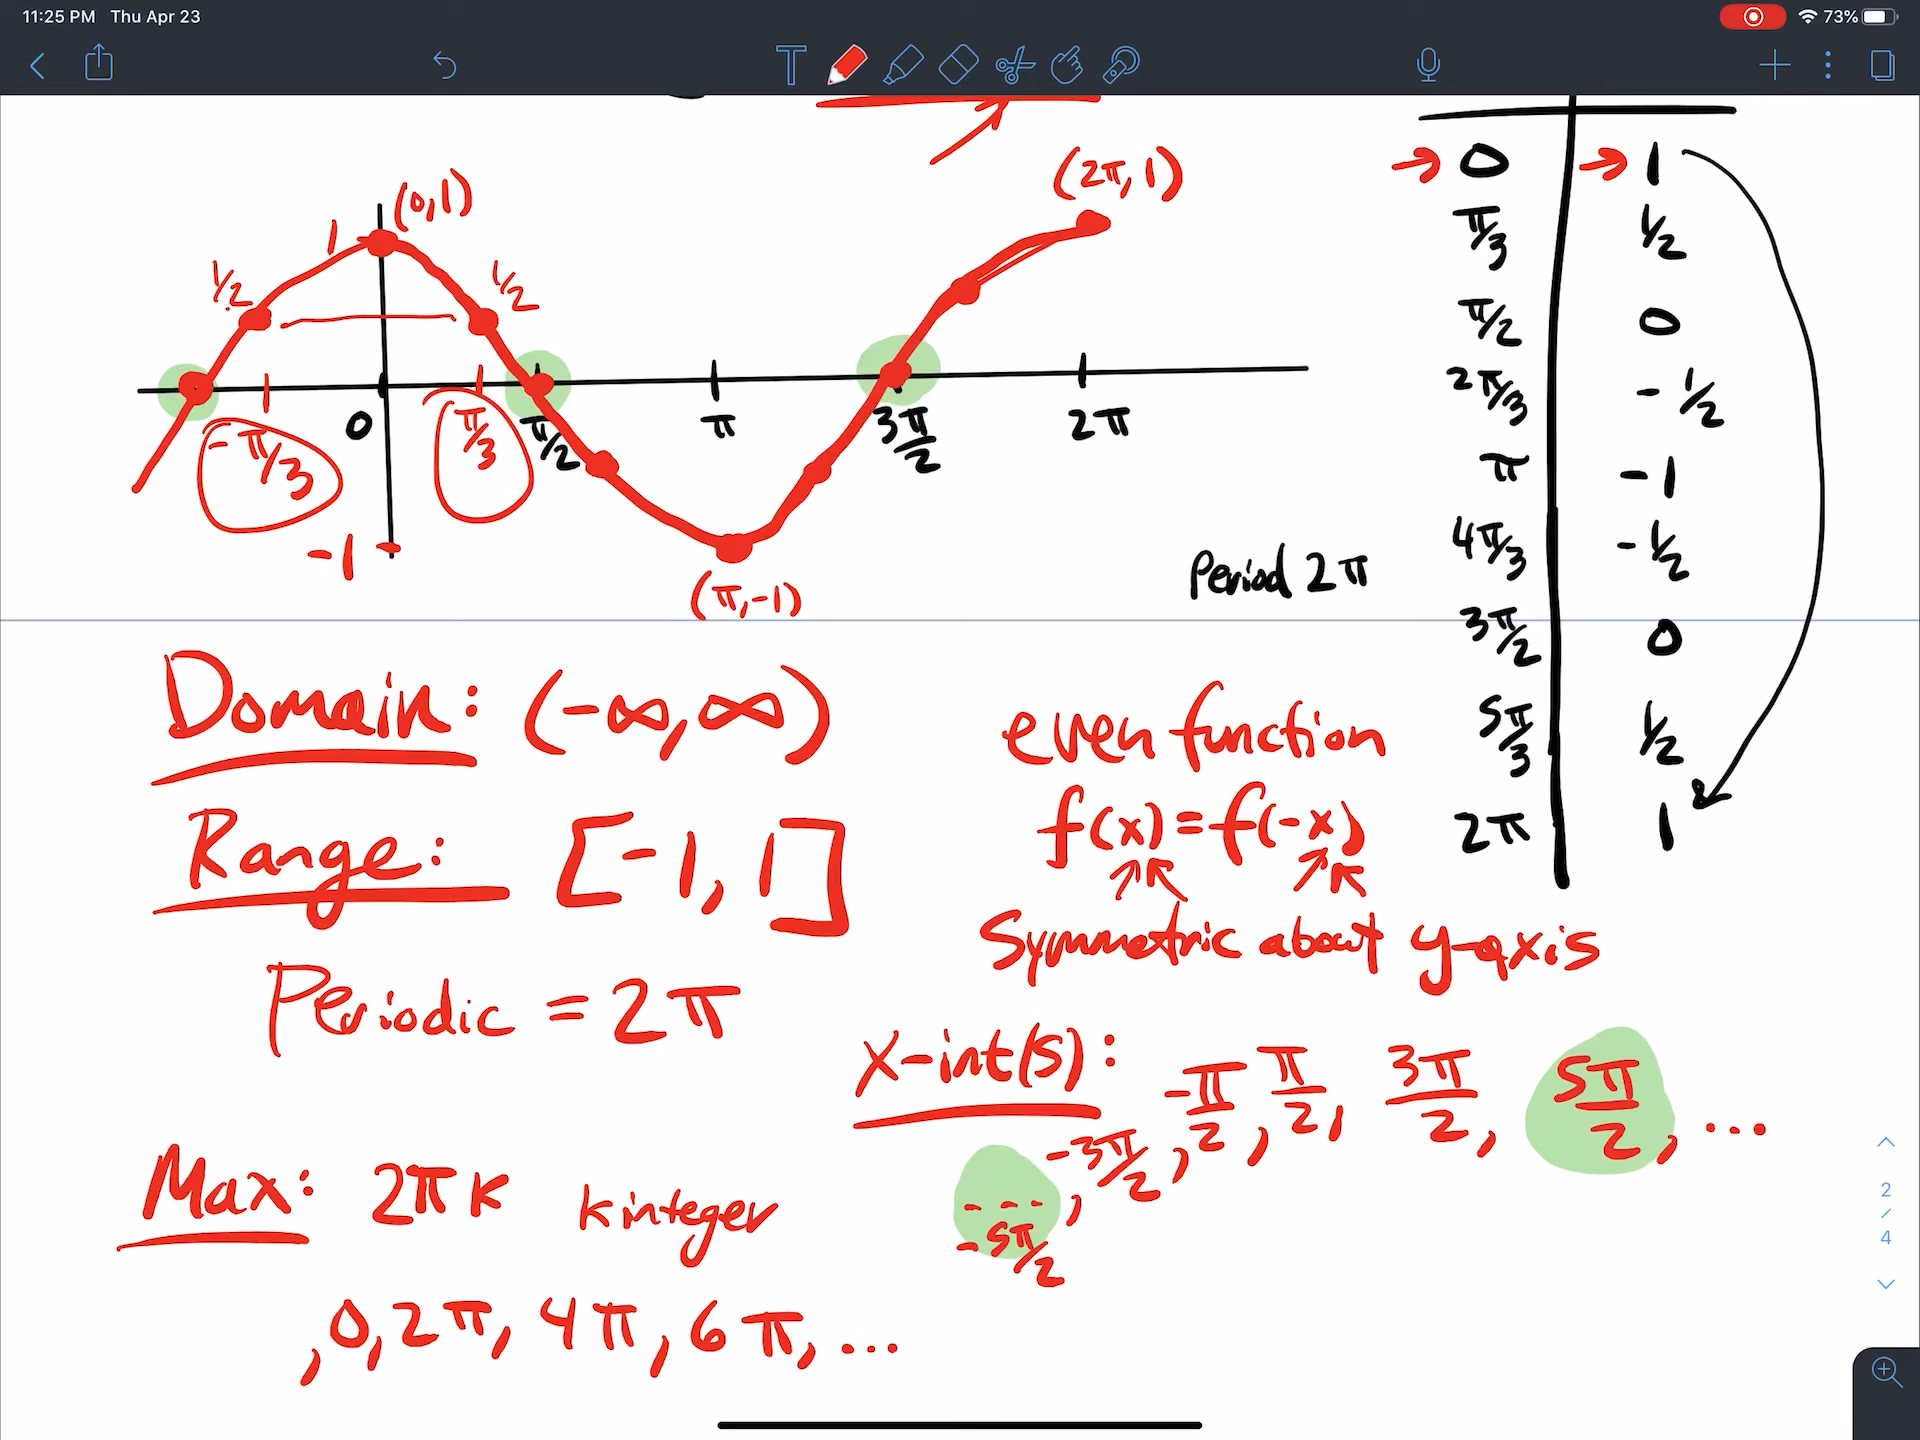 11:25 PM Thu Apr 23
73%
T
(0,1)
1
1/2
1/2
(2π,1)
-π/3
0
π/3
π/2
π
3π/2
2π
-1
(π,-1)
Period 2π
0 1
π/3 1/2
π/2 0
2π/3 -1/2
π -1
4π/3 -1/2
3π/2 0
5π/3 1/2
2π 1
Domain: (-∞,∞)
Range: [-1,1]
Periodic = 2π
even function
f(x)=f(-x)
Symmetric about y-axis
X-int(s): ---, -3π/2, -π/2, π/2, 3π/2, 5π/2, ...
-5π/2
Max: 2πk k integer
,0,2π,4π,6π,...
2
/
4